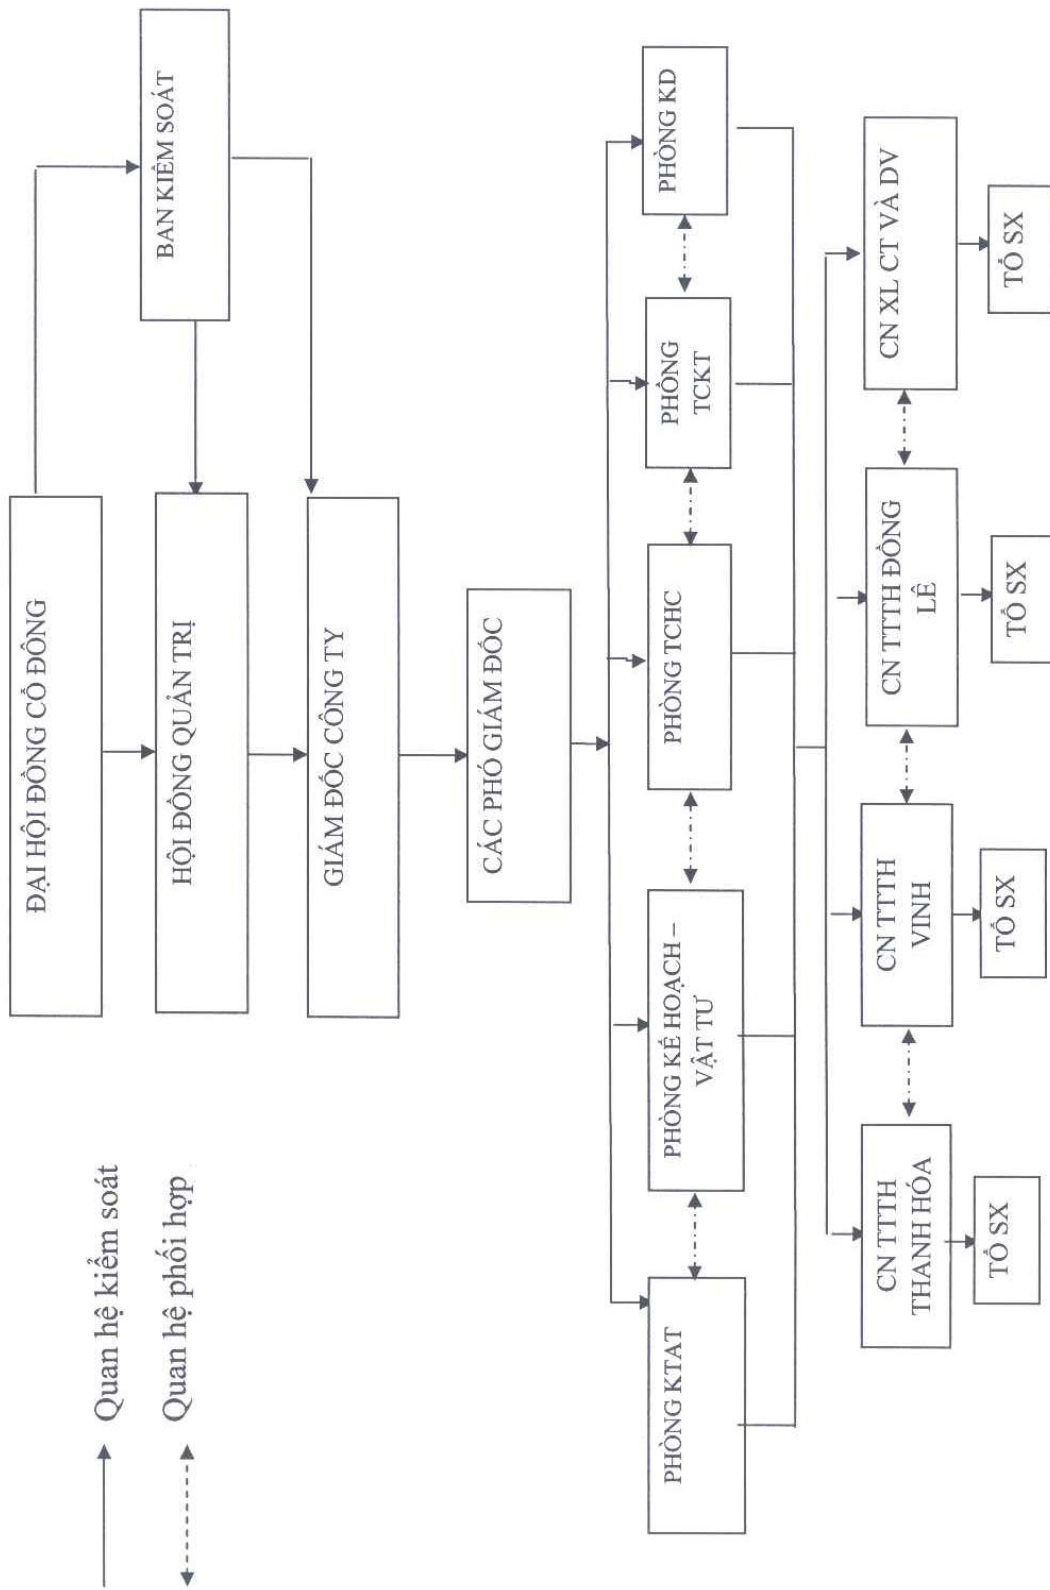 Quan hệ kiểm soát
Quan hệ phối hợp
ĐẠI HỘI ĐỒNG CỔ ĐÔNG
BAN KIỂM SOÁT
HỘI ĐỒNG QUẢN TRỊ
GIÁM ĐỐC CÔNG TY
CÁC PHÓ GIÁM ĐỐC
PHÒNG KTAT
PHÒNG KẾ HOẠCH –
VẬT TƯ
PHÒNG TCHC
PHÒNG
TCKT
PHÒNG KD
CN TTTH
THANH HÓA
CN TTTH
VINH
CN TTTH ĐỒNG
LÊ
CN XL CT VÀ DV
TỔ SX
TỔ SX
TỔ SX
TỔ SX